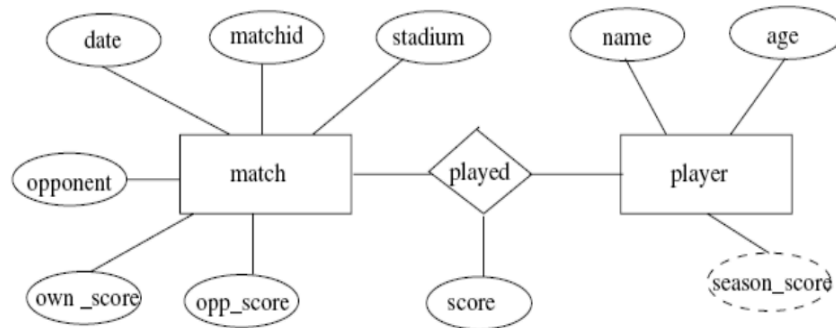 date
matchid
stadium
name
age
opponent
match
played
player
own _score
opp_score
score
season_score